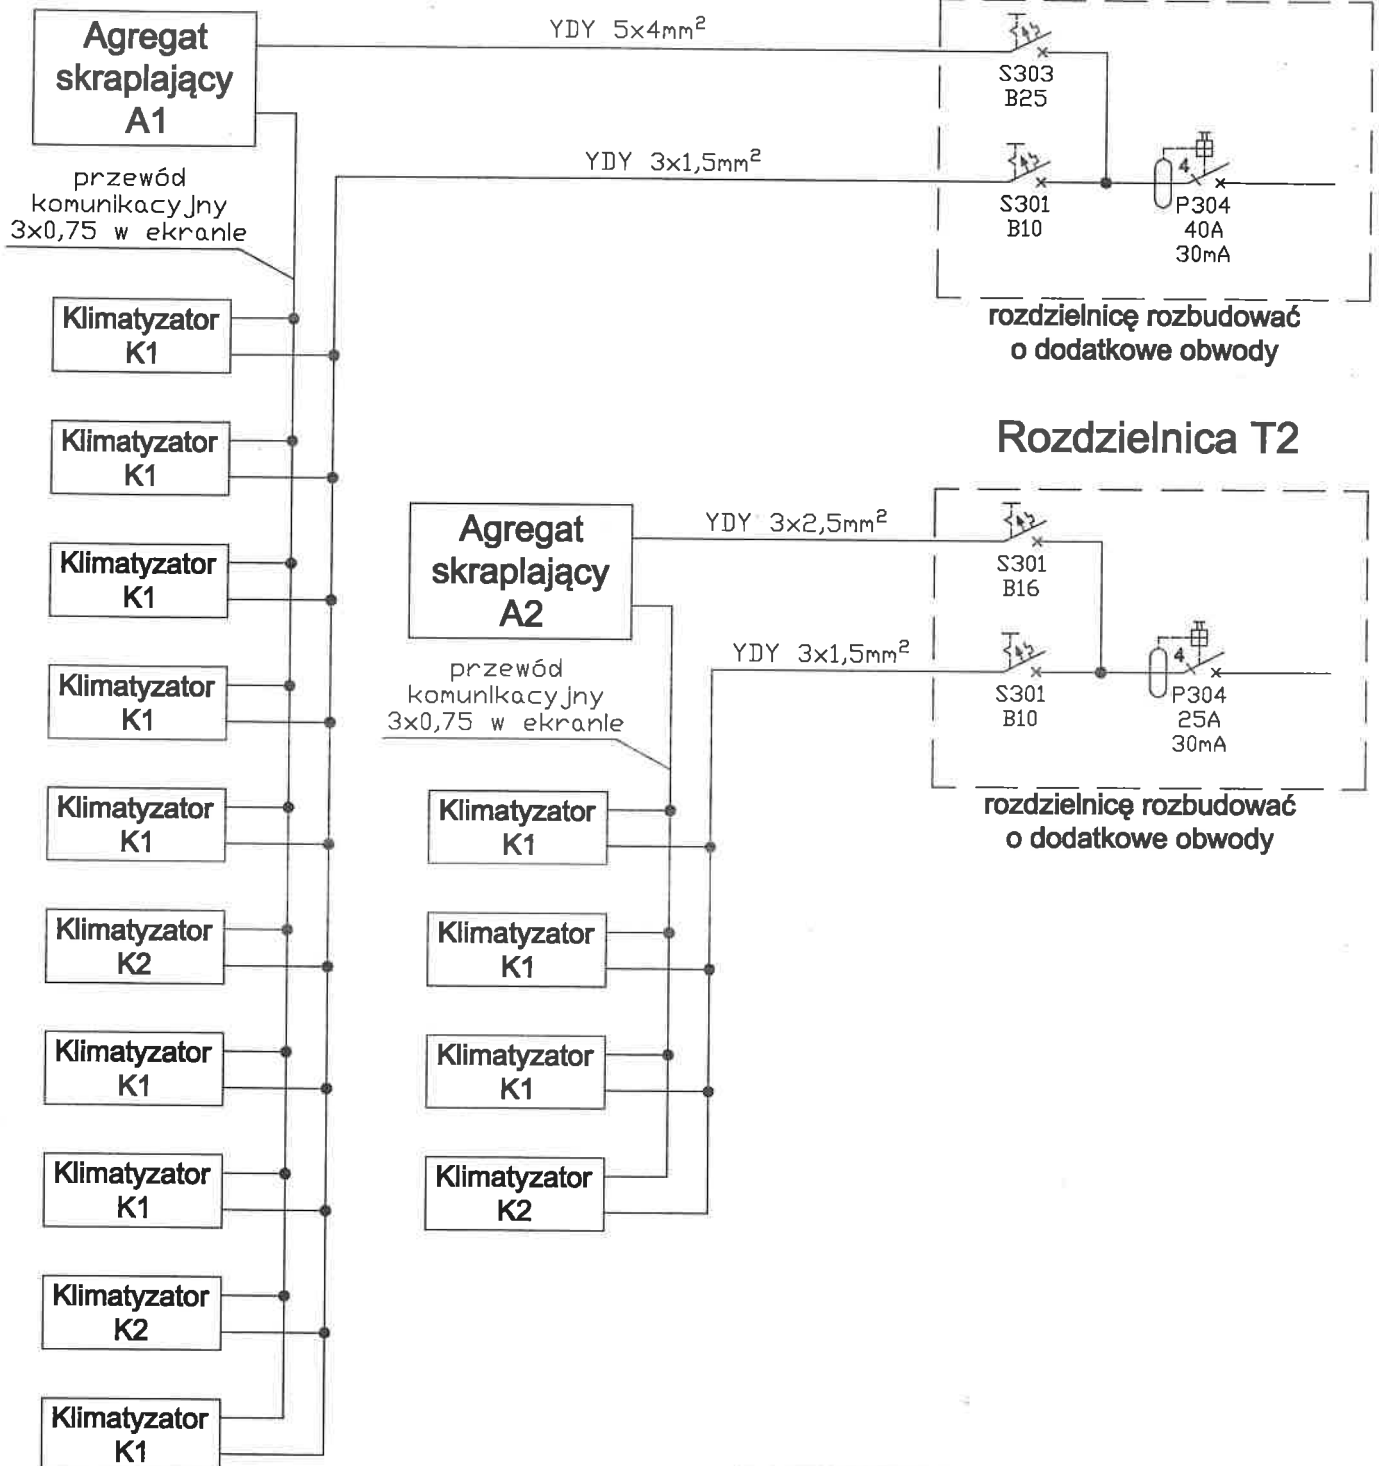 Agregat
skraplający
A1
YDY 5x4mm²
S303
B25
YDY 3x1,5mm²
S301
B10
4
P304
40A
30mA
rozdzielnicę rozbudować
o dodatkowe obwody
przewód
komunikacyjny
3x0,75 w ekranie
Klimatyzator
K1
Klimatyzator
K1
Klimatyzator
K1
Klimatyzator
K1
Klimatyzator
K1
Klimatyzator
K2
Klimatyzator
K1
Klimatyzator
K1
Klimatyzator
K2
Klimatyzator
K1
Rozdzielnica T2
Agregat
skraplający
A2
YDY 3x2,5mm²
S301
B16
YDY 3x1,5mm²
S301
B10
4
P304
25A
30mA
rozdzielnicę rozbudować
o dodatkowe obwody
przewód
komunikacyjny
3x0,75 w ekranie
Klimatyzator
K1
Klimatyzator
K1
Klimatyzator
K1
Klimatyzator
K2